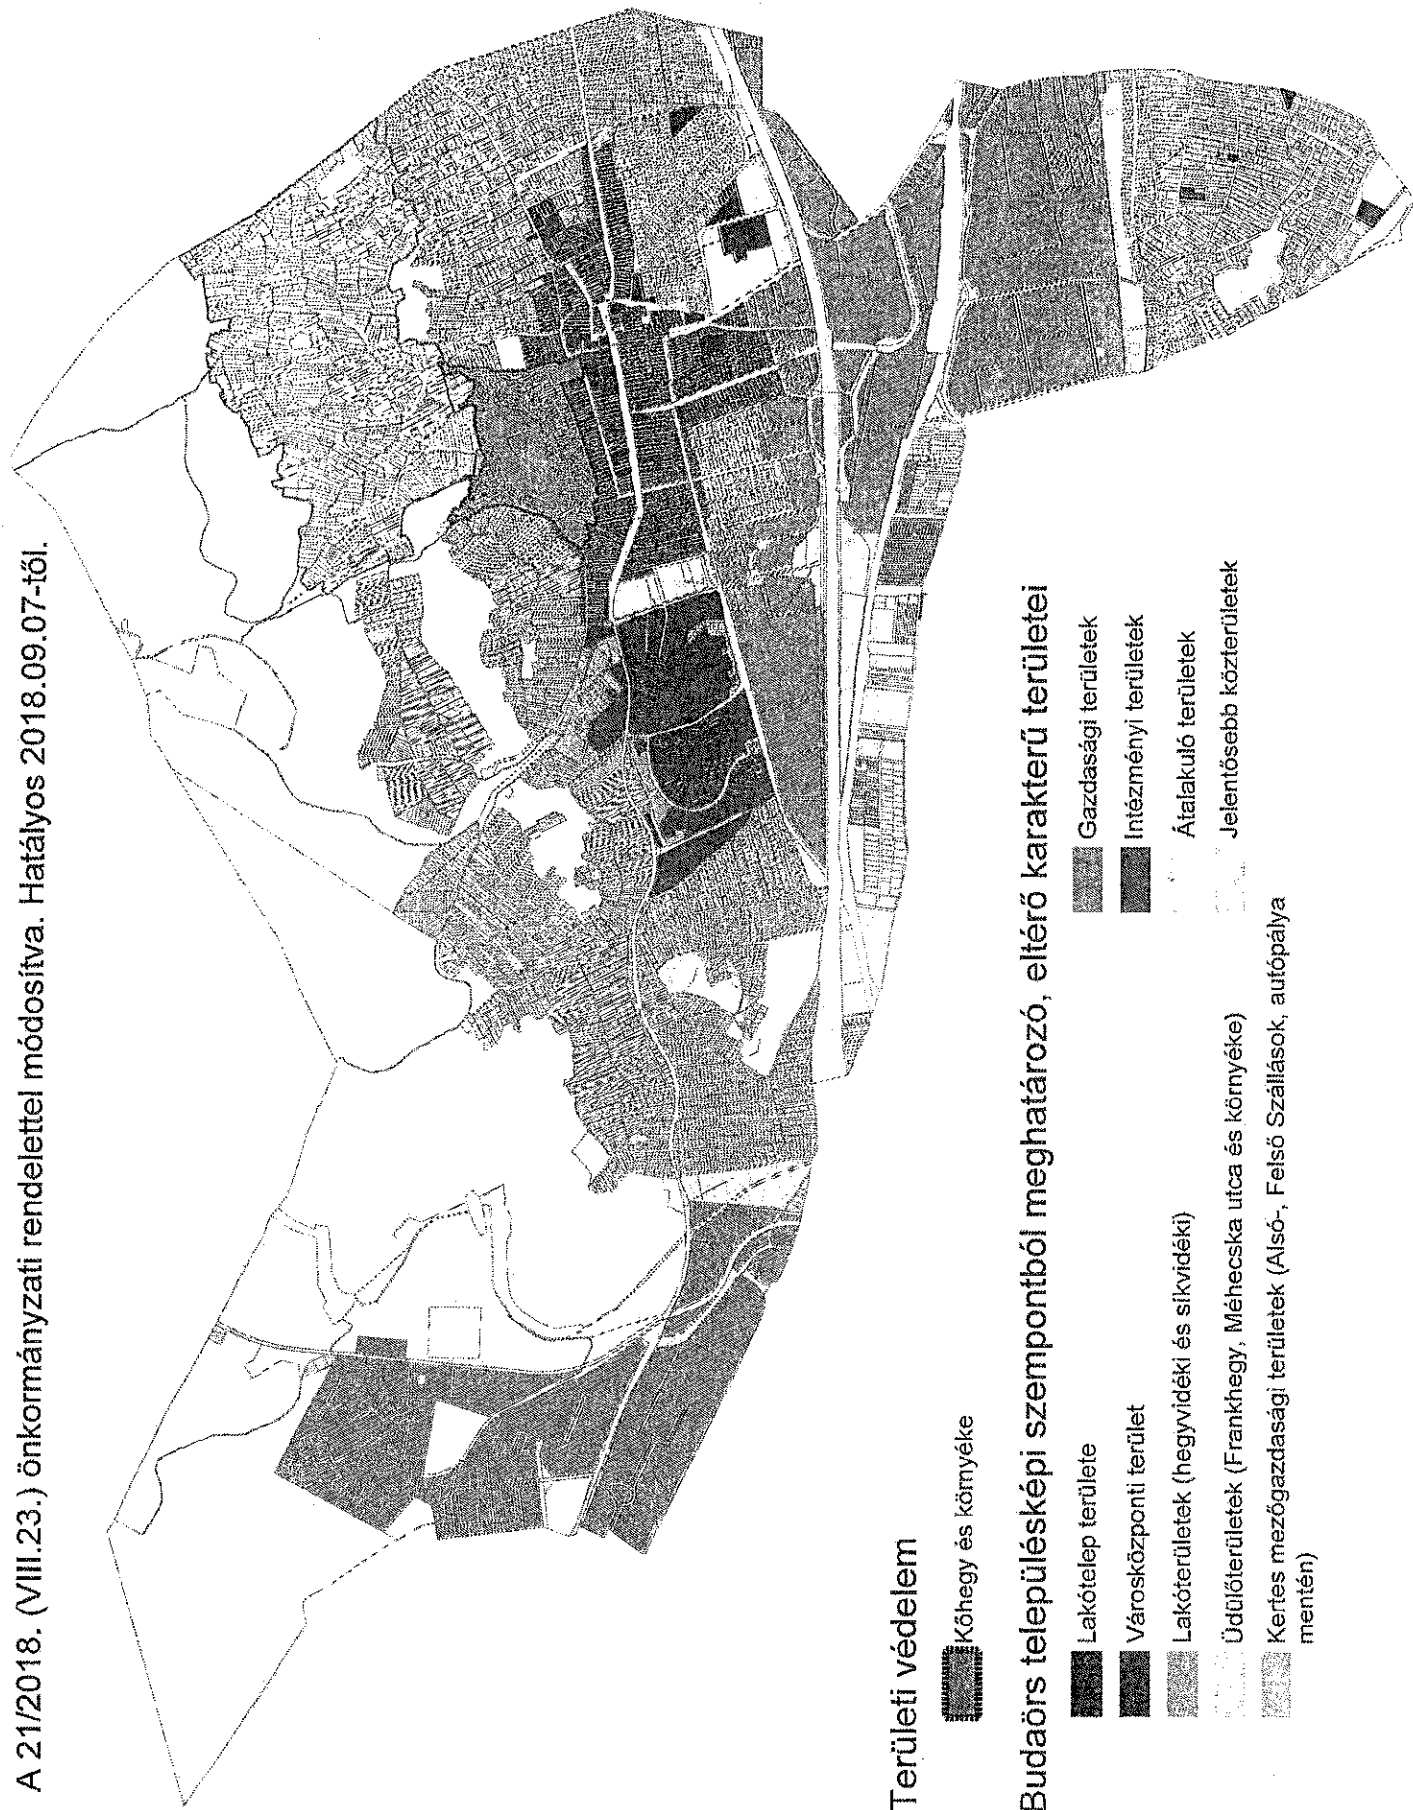 A 21/2018. (VIII.23.) önkormányzati rendelettel módosítva. Hatályos 2018.09.07-től.
Területi védelem
Kőhegy és környéke
Budaörs településképi szempontból meghatározó, eltérő karakterű területei
Lakótelep területe
Városközponti terület
Lakóterületek (hegyvidéki és síkvidéki)
Üdülőterületek (Frankhegy, Méhecska utca és környéke)
Kertes mezőgazdasági területek (Alsó-, Felső Szállások, autópálya
mentén)
Gazdasági területek
Intézményi területek
Átalakuló területek
Jelentősebb közterületek